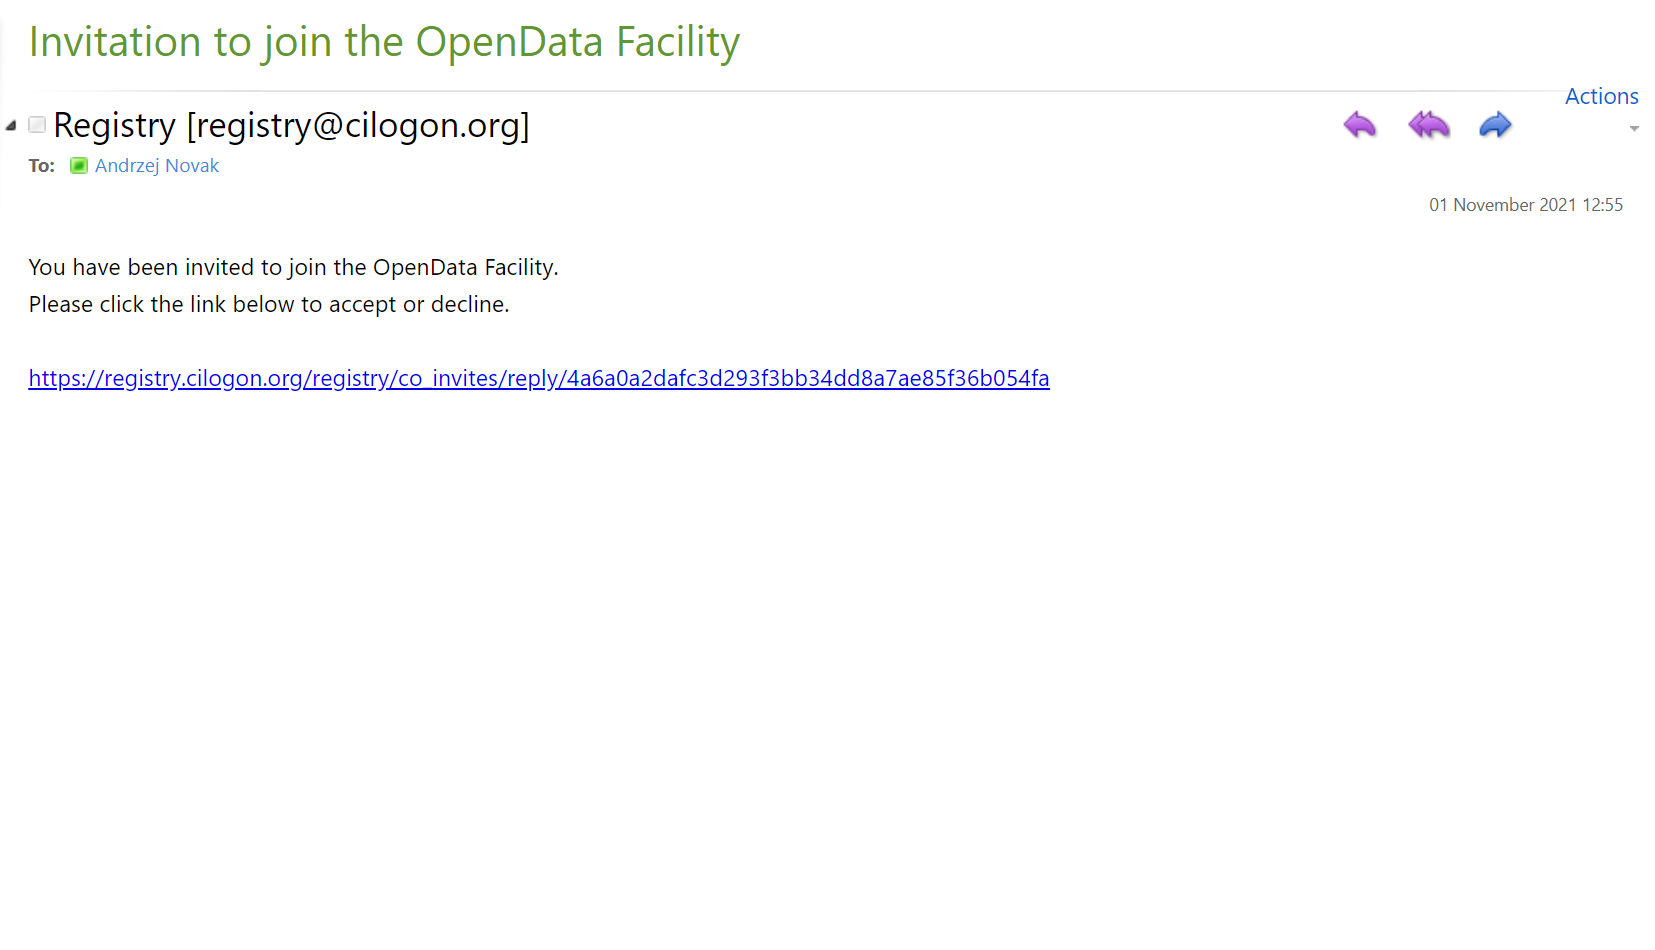 Invitation to join the OpenData Facility
Actions
Registry [registry@cilogon.org]
To: Andrzej Novak
01 November 2021 12:55
You have been invited to join the OpenData Facility.
Please click the link below to accept or decline.
https://registry.cilogon.org/registry/co_invites/reply/4a6a0a2dafc3d293f3bb34dd8a7ae85f36b054fa